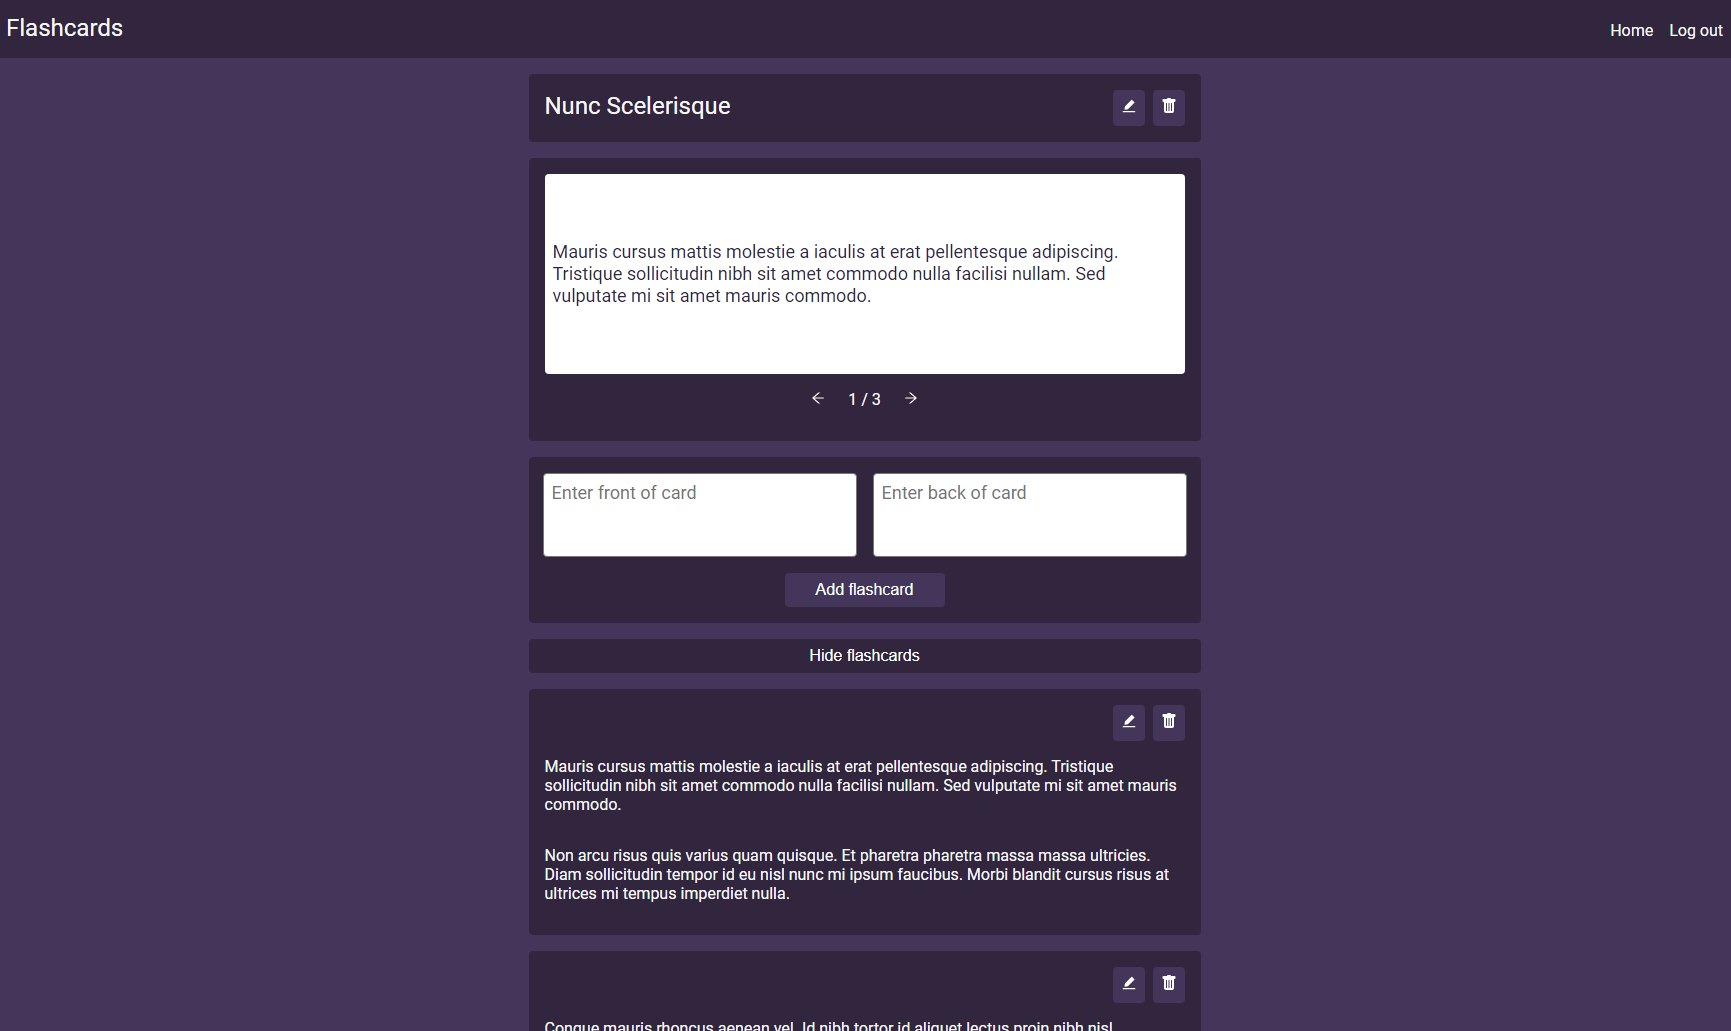 Flashcards
Home
Log out
Nunc Scelerisque
Mauris cursus mattis molestie a iaculis at erat pellentesque adipiscing.
Tristique sollicitudin nibh sit amet commodo nulla facilisi nullam. Sed
vulputate mi sit amet mauris commodo.
1 / 3
Enter front of card
Enter back of card
Add flashcard
Hide flashcards
Mauris cursus mattis molestie a iaculis at erat pellentesque adipiscing. Tristique
sollicitudin nibh sit amet commodo nulla facilisi nullam. Sed vulputate mi sit amet mauris
commodo.
Non arcu risus quis varius quam quisque. Et pharetra pharetra massa massa ultricies.
Diam sollicitudin tempor id eu nisl nunc mi ipsum faucibus. Morbi blandit cursus risus at
ultrices mi tempus imperdiet nulla.
Congue mauris rhoncus aenean vel. Id nibh tortor id aliquet lectus proin nibh nisl.